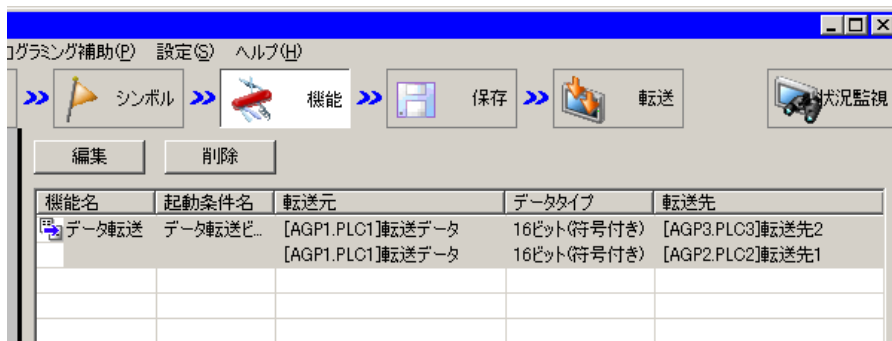 ログラミング補助(P) 設定(S) ヘルプ(H)
シンボル 機能 保存 転送 状況監視
編集 削除
機能名 起動条件名 転送元 データタイプ 転送先
データ転送 データ転送ビ... [AGP1.PLC1]転送データ 16ビット(符号付き) [AGP3.PLC3]転送先2
[AGP1.PLC1]転送データ 16ビット(符号付き) [AGP2.PLC2]転送先1